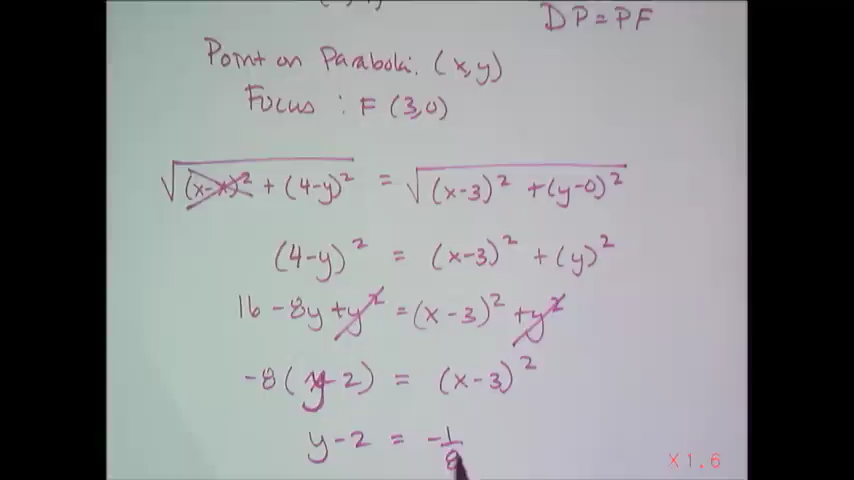 DP = PF
Point on Parabola: (x,y)
Focus : F (3,0)
√((x-x)² + (4-y)²) = √((x-3)² + (y-0)²)
(4-y)² = (x-3)² + (y)²
16 - 8y + y² = (x-3)² + y²
-8(y-2) = (x-3)²
y-2 = -1/8
X1.6